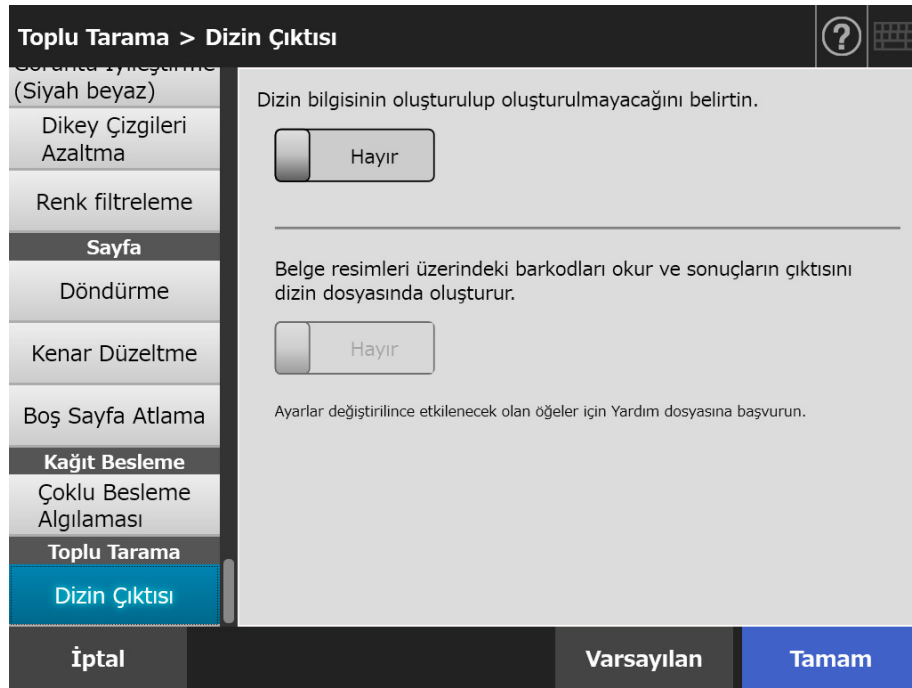 Toplu Tarama > Dizin Çıktısı
(Siyah beyaz)
Dikey Çizgileri
Azaltma
Renk filtreleme
Sayfa
Döndürme
Kenar Düzeltme
Boş Sayfa Atlama
Kağıt Besleme
Çoklu Besleme
Algılaması
Toplu Tarama
Dizin Çıktısı
Dizin bilgisinin oluşturulup oluşturulmayacağını belirtin.
Hayır
Belge resimleri üzerindeki barkodları okur ve sonuçların çıktısını
dizin dosyasında oluşturur.
Hayır
Ayarlar değiştirilince etkilenecek olan öğeler için Yardım dosyasına başvurun.
İptal
Varsayılan
Tamam